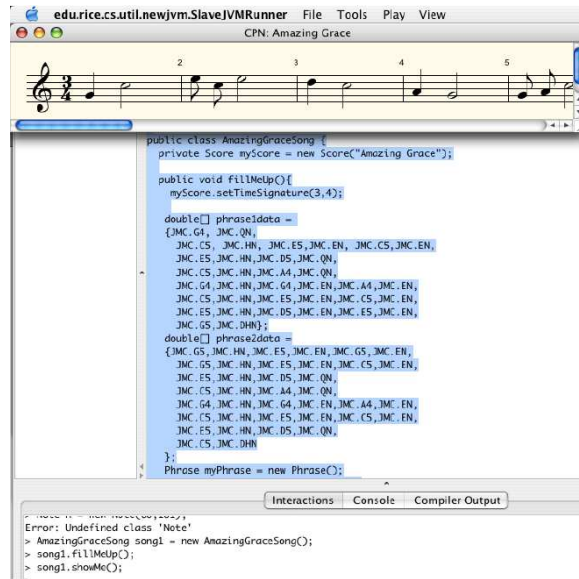 edu.rice.cs.util.newjvm.SlaveJVMRunner File Tools Play View
CPN: Amazing Grace
2 3 4 5
3
4
public class AmazingGraceSong {
private Score myScore = new Score("Amazing Grace");
public void fillMeUp(){
myScore.setTimeSignature(3,4);
double[] phrase1data =
{JMC.G4, JMC.QN,
JMC.C5, JMC.HN, JMC.E5,JMC.EN, JMC.C5,JMC.EN,
JMC.E5,JMC.HN,JMC.D5,JMC.QN,
JMC.C5,JMC.HN,JMC.A4,JMC.QN,
JMC.G4,JMC.HN,JMC.G4,JMC.EN,JMC.A4,JMC.EN,
JMC.C5,JMC.HN,JMC.E5,JMC.EN,JMC.C5,JMC.EN,
JMC.E5,JMC.HN,JMC.D5,JMC.EN,JMC.E5,JMC.EN,
JMC.G5,JMC.DHN};
double[] phrase2data =
{JMC.G5,JMC.HN,JMC.E5,JMC.EN,JMC.G5,JMC.EN,
JMC.G5,JMC.HN,JMC.E5,JMC.EN,JMC.C5,JMC.EN,
JMC.E5,JMC.HN,JMC.D5,JMC.QN,
JMC.C5,JMC.HN,JMC.A4,JMC.QN,
JMC.G4,JMC.HN,JMC.G4,JMC.EN,JMC.A4,JMC.EN,
JMC.C5,JMC.HN,JMC.E5,JMC.EN,JMC.C5,JMC.EN,
JMC.E5,JMC.HN,JMC.D5,JMC.QN,
JMC.C5,JMC.DHN
};
Phrase myPhrase = new Phrase();
Interactions Console Compiler Output
Error: Undefined class 'Note'
> AmazingGraceSong song1 = new AmazingGraceSong();
> song1.fillMeUp();
> song1.showMe();